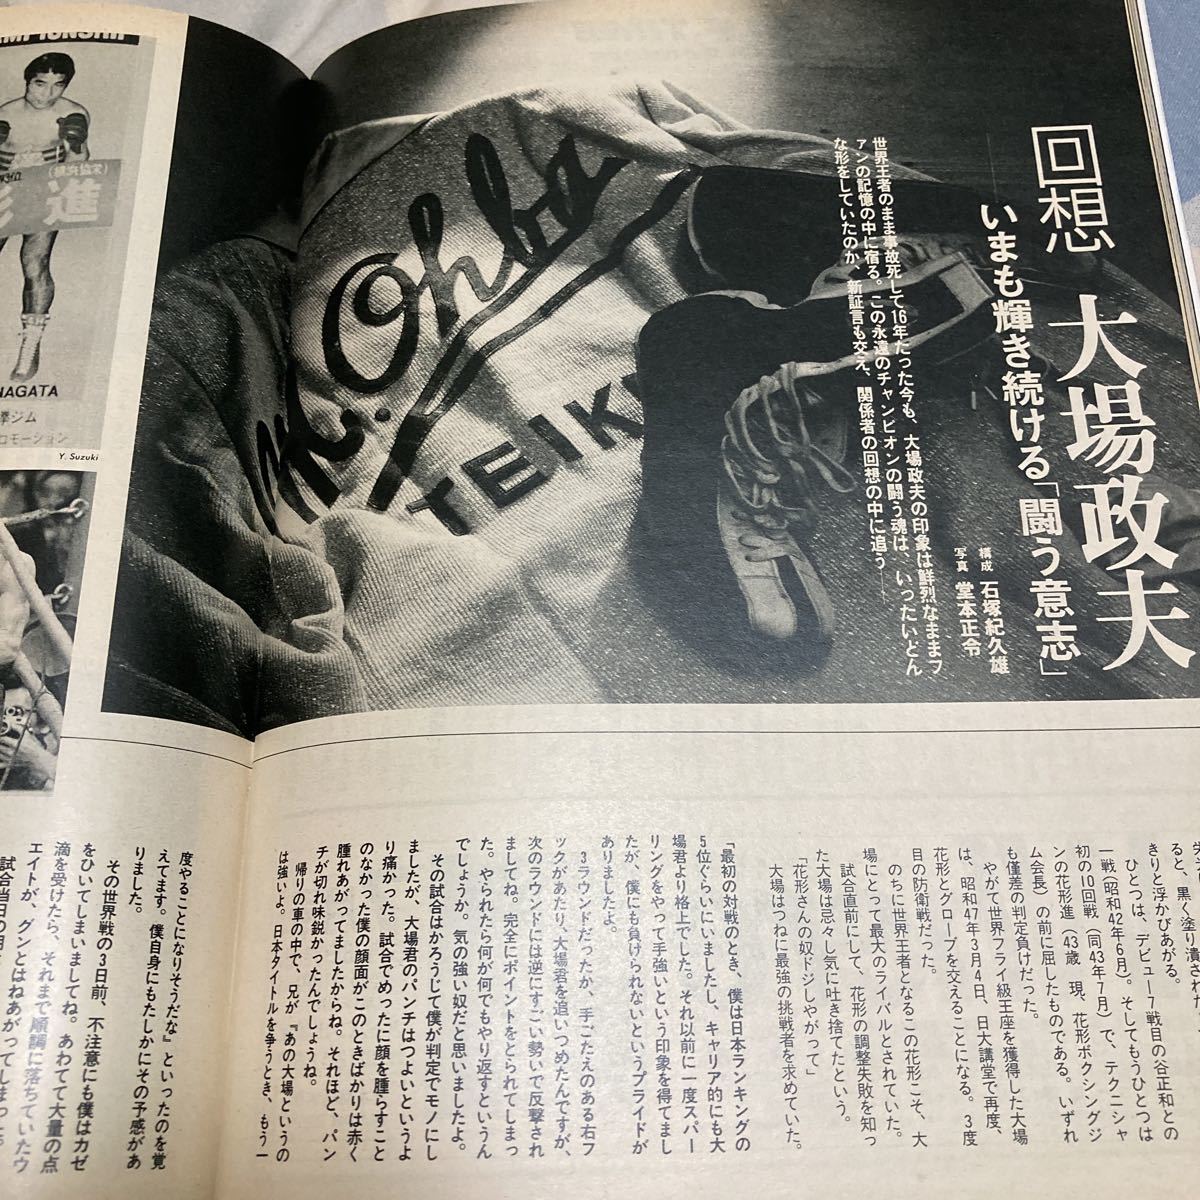 回想 大場政夫
いまも輝き続ける「闘う意志」
構成 石塚紀久雄
写真 堂本正令
世界王者のまま事故死して16年たった今も、大場政夫の印象は鮮烈なままフ
ァンの記憶の中に宿る。この永遠のチャンピオンの闘う魂は、いったいどん
な形をしていたのか、新証言も交え、関係者の回想の中に追う——
M. Ohba
TEIK
進
(横浜協栄)
NAGATA
ジム
ロモーション
Y. Suzuki
ると、黒く塗り潰され
きりと浮かびあがる。
ひとつは、デビュー7戦目の谷正和との
一戦(昭和42年6月)。そしてもうひとつは
初の10回戦(同43年7月)で、テクニシャ
ンの花形進(43歳 現、花形ボクシングジ
ム会長)の前に屈したものである。いずれ
も僅差の判定負けだった。
やがて世界フライ級王座を獲得した大場
は、昭和47年3月4日、日大講堂で再度、
花形とグローブを交えることになる。3度
目の防衛戦だった。
のちに世界王者となるこの花形こそ、大
場にとって最大のライバルとされていた。
試合直前にして、花形の調整失敗を知っ
た大場は忌々し気に吐き捨てたという。
「花形さんの奴ドジしやがって」
大場はつねに最強の挑戦者を求めていた。
「最初の対戦のとき、僕は日本ランキングの
5位ぐらいにいましたし、キャリア的にも大
場君より格上でした。それ以前に一度スパー
リングをやって手強いという印象を得てまし
たが、僕にも負けられないというプライドが
ありましたよ。
3ラウンドだったか、手ごたえのある右フ
ックがあたり、大場君を追いつめたんですが、
次のラウンドには逆にすごい勢いで反撃され
ましてね。完全にポイントをとられてしまっ
た。やられたら何が何でもやり返すというん
でしょうか。気の強い奴だと思いましたよ。
その試合はかろうじて僕が判定でモノにし
ましたが、大場君のパンチはつよいというよ
り痛かった。試合でめったに顔を腫らすこと
のなかった僕の顔面がこのときばかりは赤く
腫れあがってましたからね。それほど、パン
チが切れ味鋭かったんでしょうね。
帰りの車の中で、兄が『あの大場というの
は強いよ。日本タイトルを争うとき、もう一
度やることになりそうだな』といったのを覚
えてます。僕自身にもたしかにその予感があ
りました。
その世界戦の3日前、不注意にも僕はカゼ
をひいてしまいましてね。あわてて大量の点
滴を受けたら、それまで順調に落ちていたウ
エイトが、グンとはねあがってしまった
試合当日の